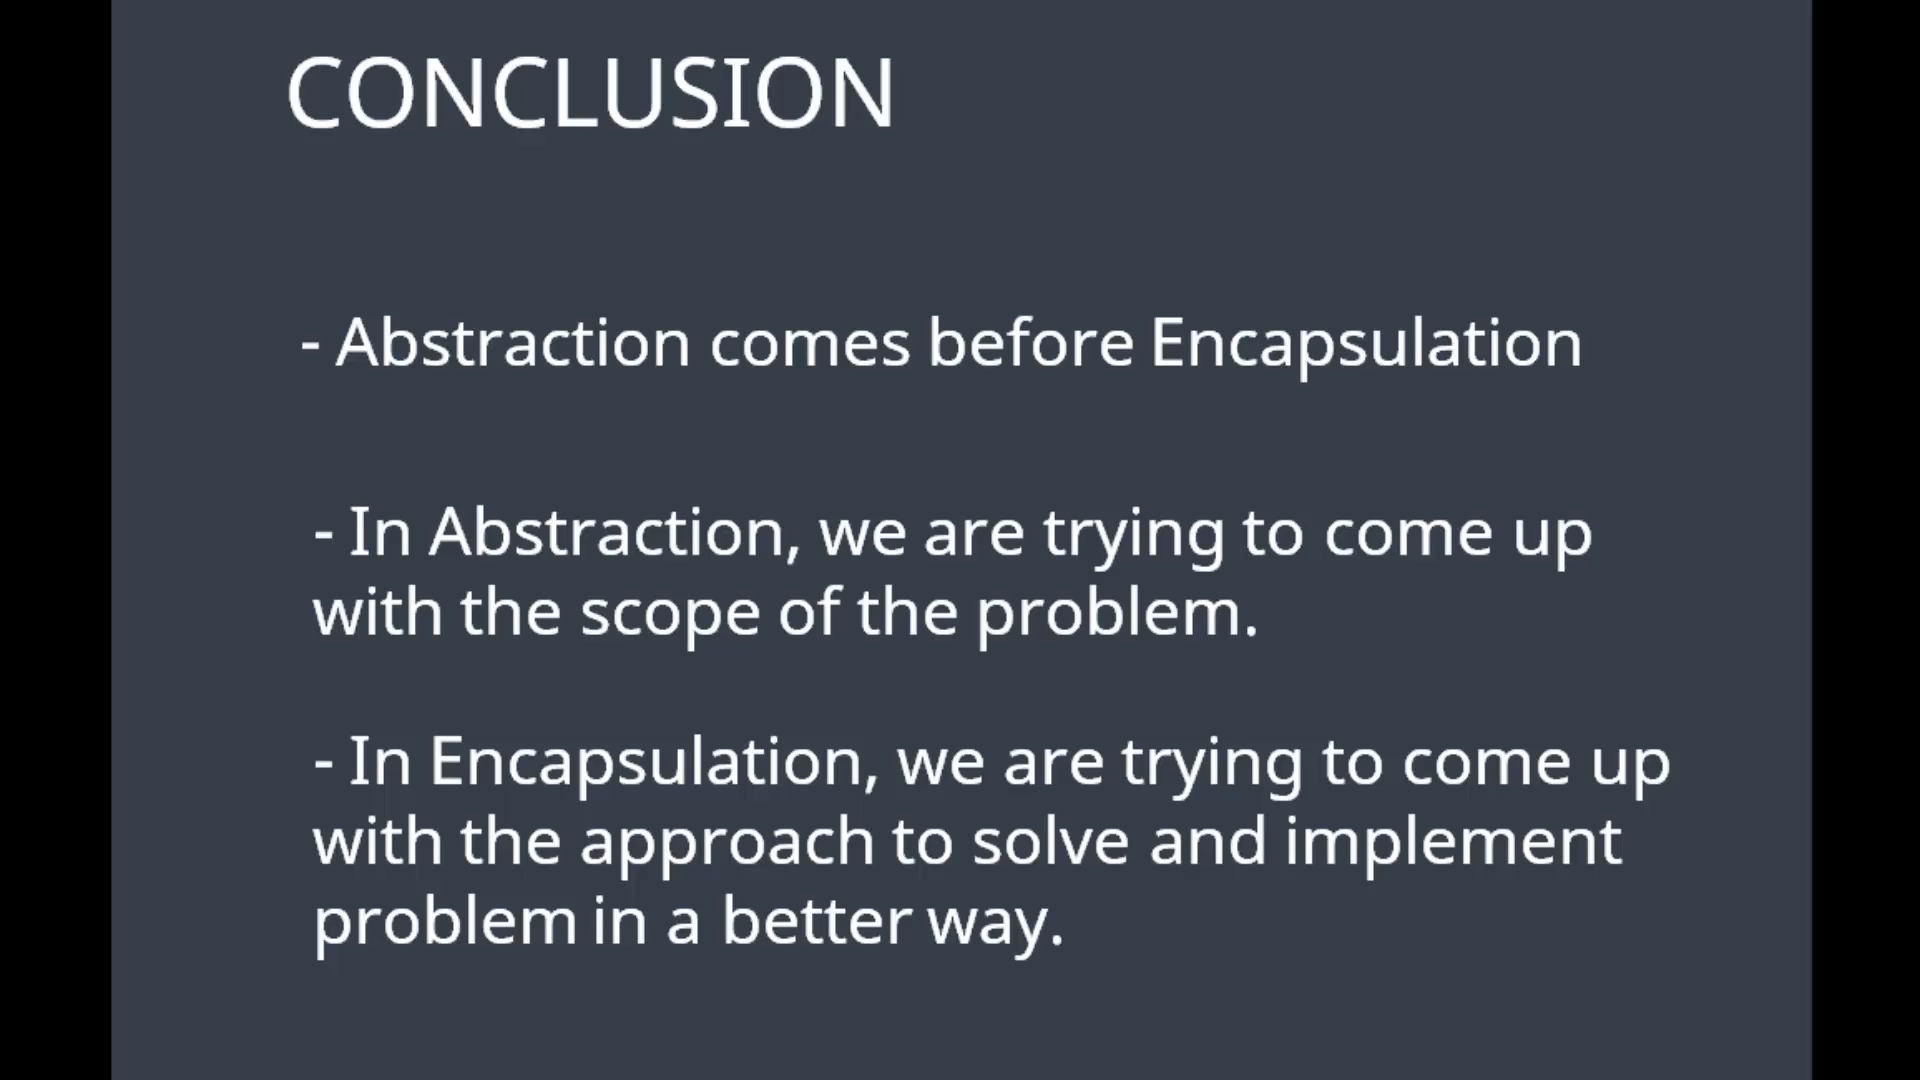 CONCLUSION
- Abstraction comes before Encapsulation
- In Abstraction, we are trying to come up
with the scope of the problem.
- In Encapsulation, we are trying to come up
with the approach to solve and implement
problem in a better way.